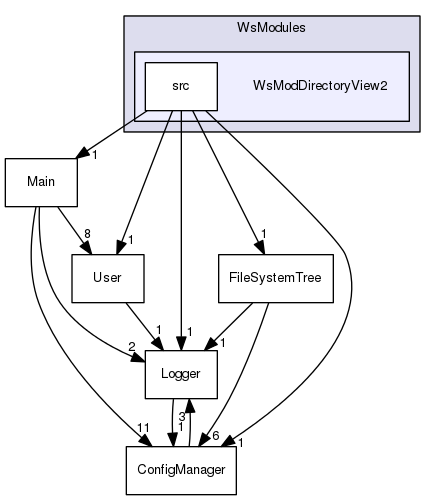 WsModules
src
WsModDirectoryView2
1
Main
8
1
1
User
FileSystemTree
1
2
1
1
Logger
11
3
1
6
1
ConfigManager